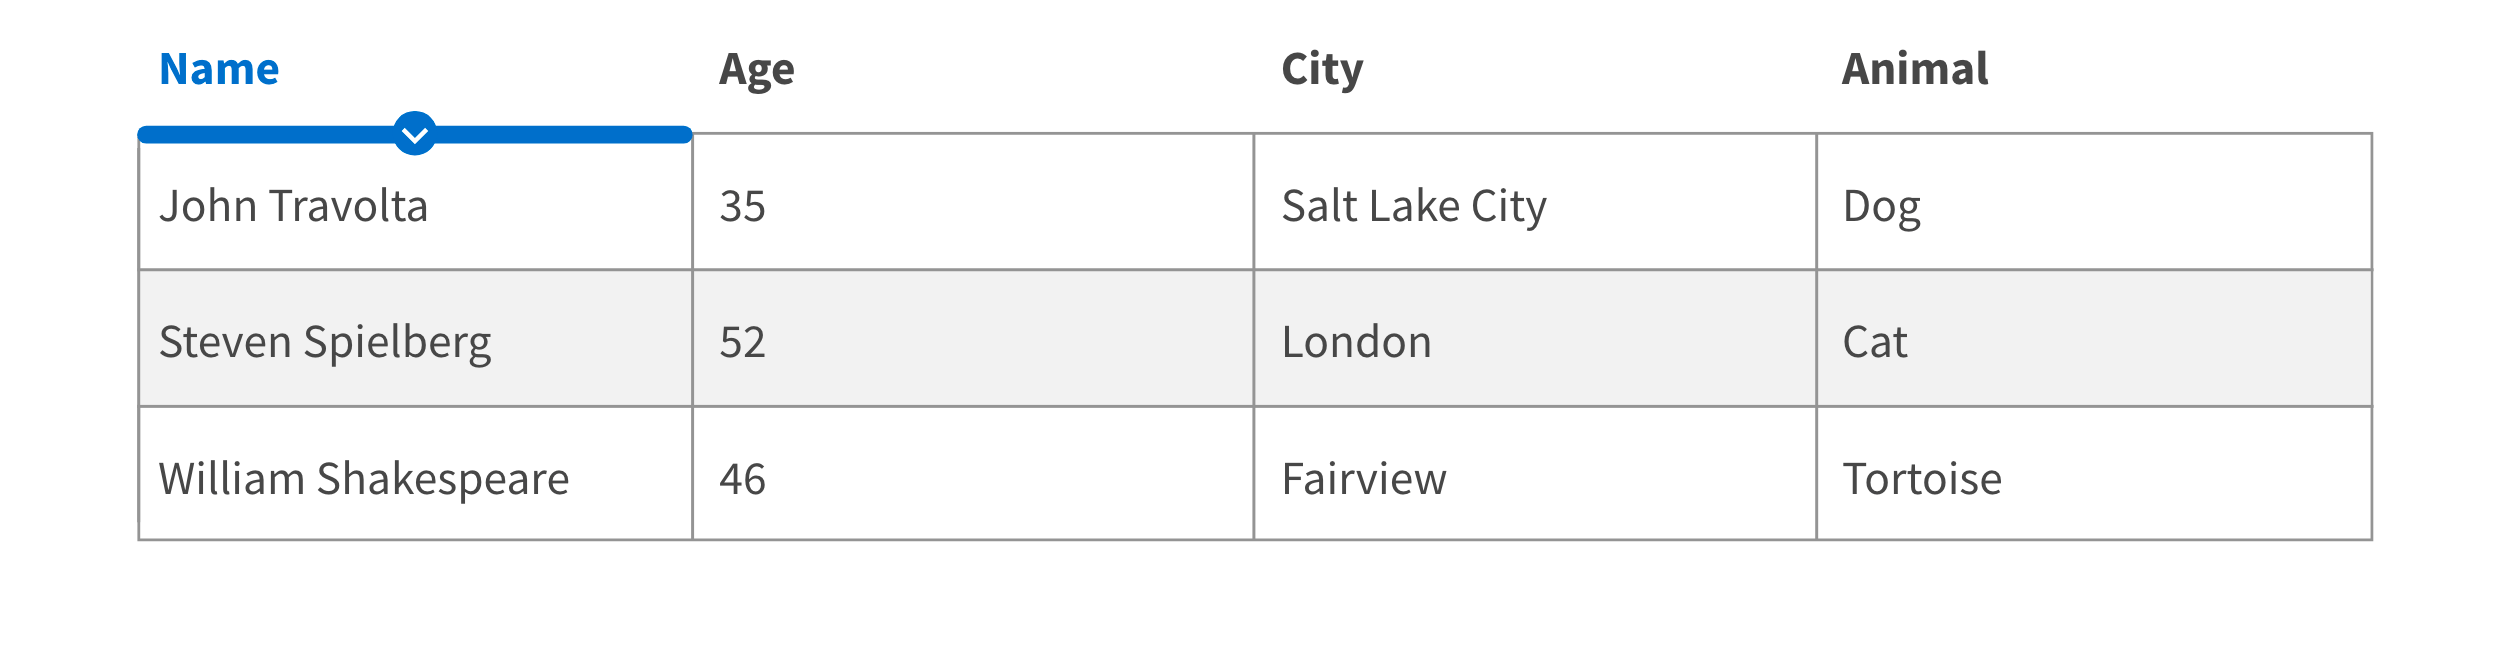 Name Age City Animal
John Travolta 35 Salt Lake City Dog
Steven Spielberg 52 London Cat
William Shakespeare 46 Fairview Tortoise